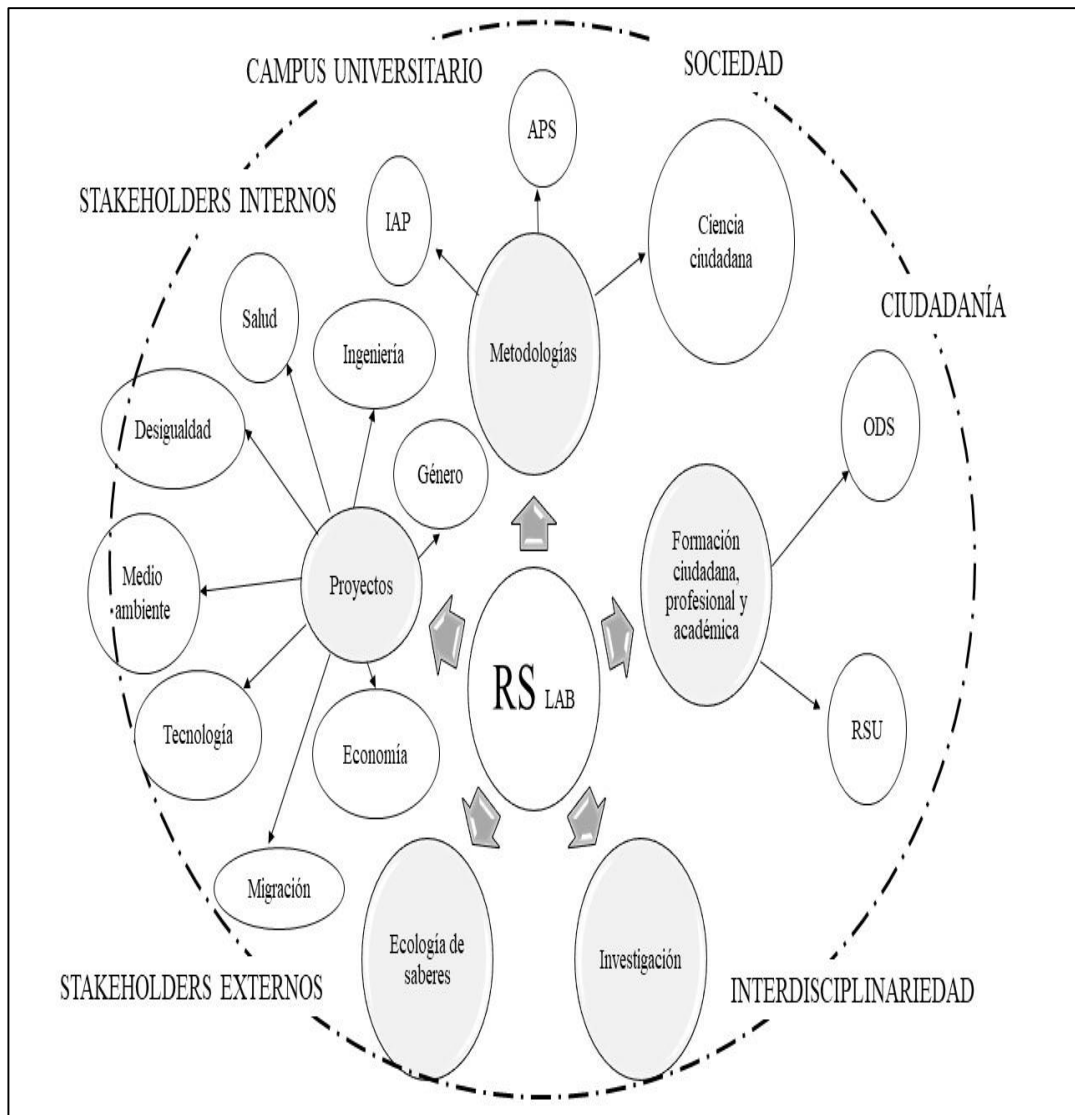 CAMPUS UNIVERSITARIO
SOCIEDAD
APS
STAKEHOLDERS INTERNOS
IAP
Ciencia
ciudadana
CIUDADANÍA
Salud
Ingeniería
Metodologías
Desigualdad
Género
ODS
Medio
ambiente
Proyectos
Formación
ciudadana,
profesional y
académica
RS LAB
Tecnología
Economía
RSU
Migración
Ecología de
saberes
Investigación
STAKEHOLDERS EXTERNOS
INTERDISCIPLINARIEDAD